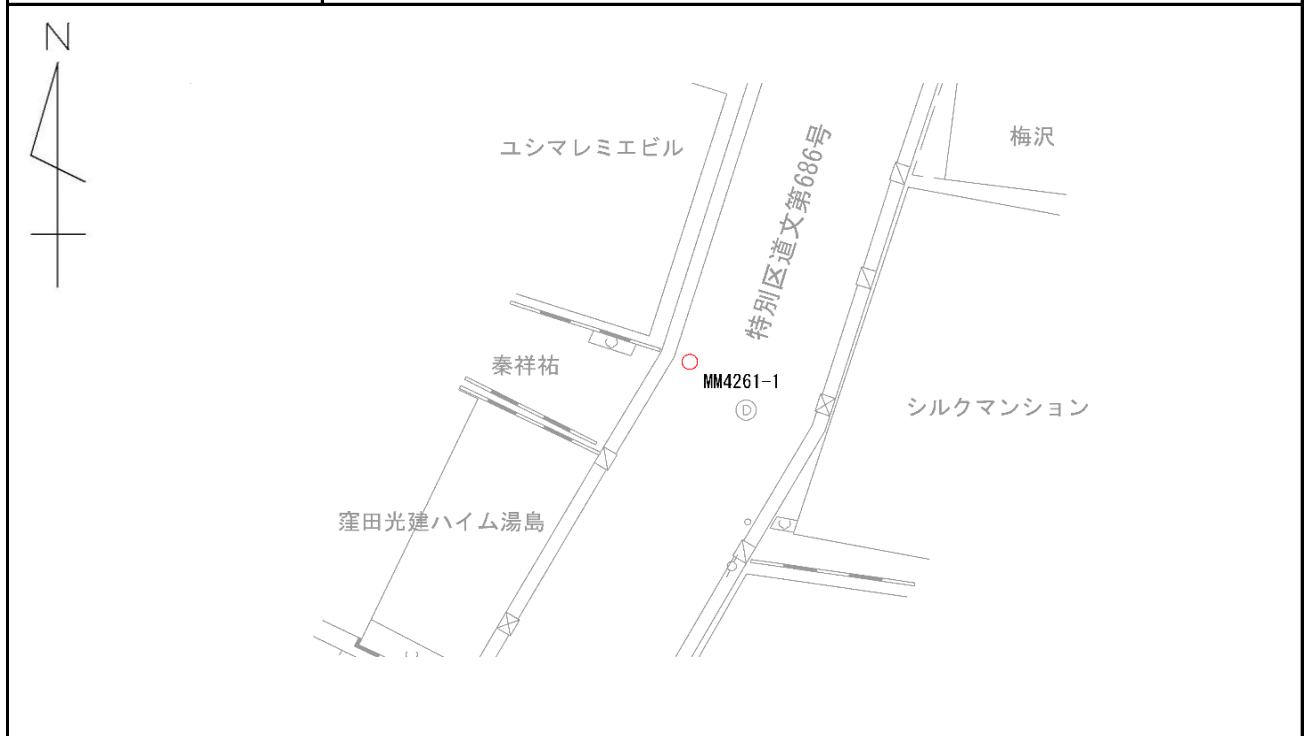 N
ユシマレミエビル
梅沢
特別区道文第686号
秦祥祐
MM4261-1
D
シルクマンション
窪田光建ハイム湯島